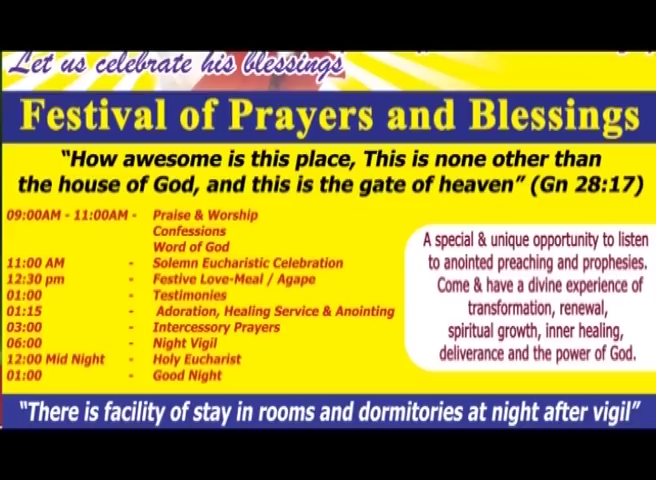 Let us celebrate his blessings
Festival of Prayers and Blessings
“How awesome is this place, This is none other than
the house of God, and this is the gate of heaven” (Gn 28:17)
09:00AM - 11:00AM - Praise & Worship
Confessions
Word of God
11:00 AM - Solemn Eucharistic Celebration
12:30 pm - Festive Love-Meal / Agape
01:00 - Testimonies
01:15 - Adoration, Healing Service & Anointing
03:00 - Intercessory Prayers
06:00 - Night Vigil
12:00 Mid Night - Holy Eucharist
01:00 - Good Night
A special & unique opportunity to listen
to anointed preaching and prophesies.
Come & have a divine experience of
transformation, renewal,
spiritual growth, inner healing,
deliverance and the power of God.
“There is facility of stay in rooms and dormitories at night after vigil”